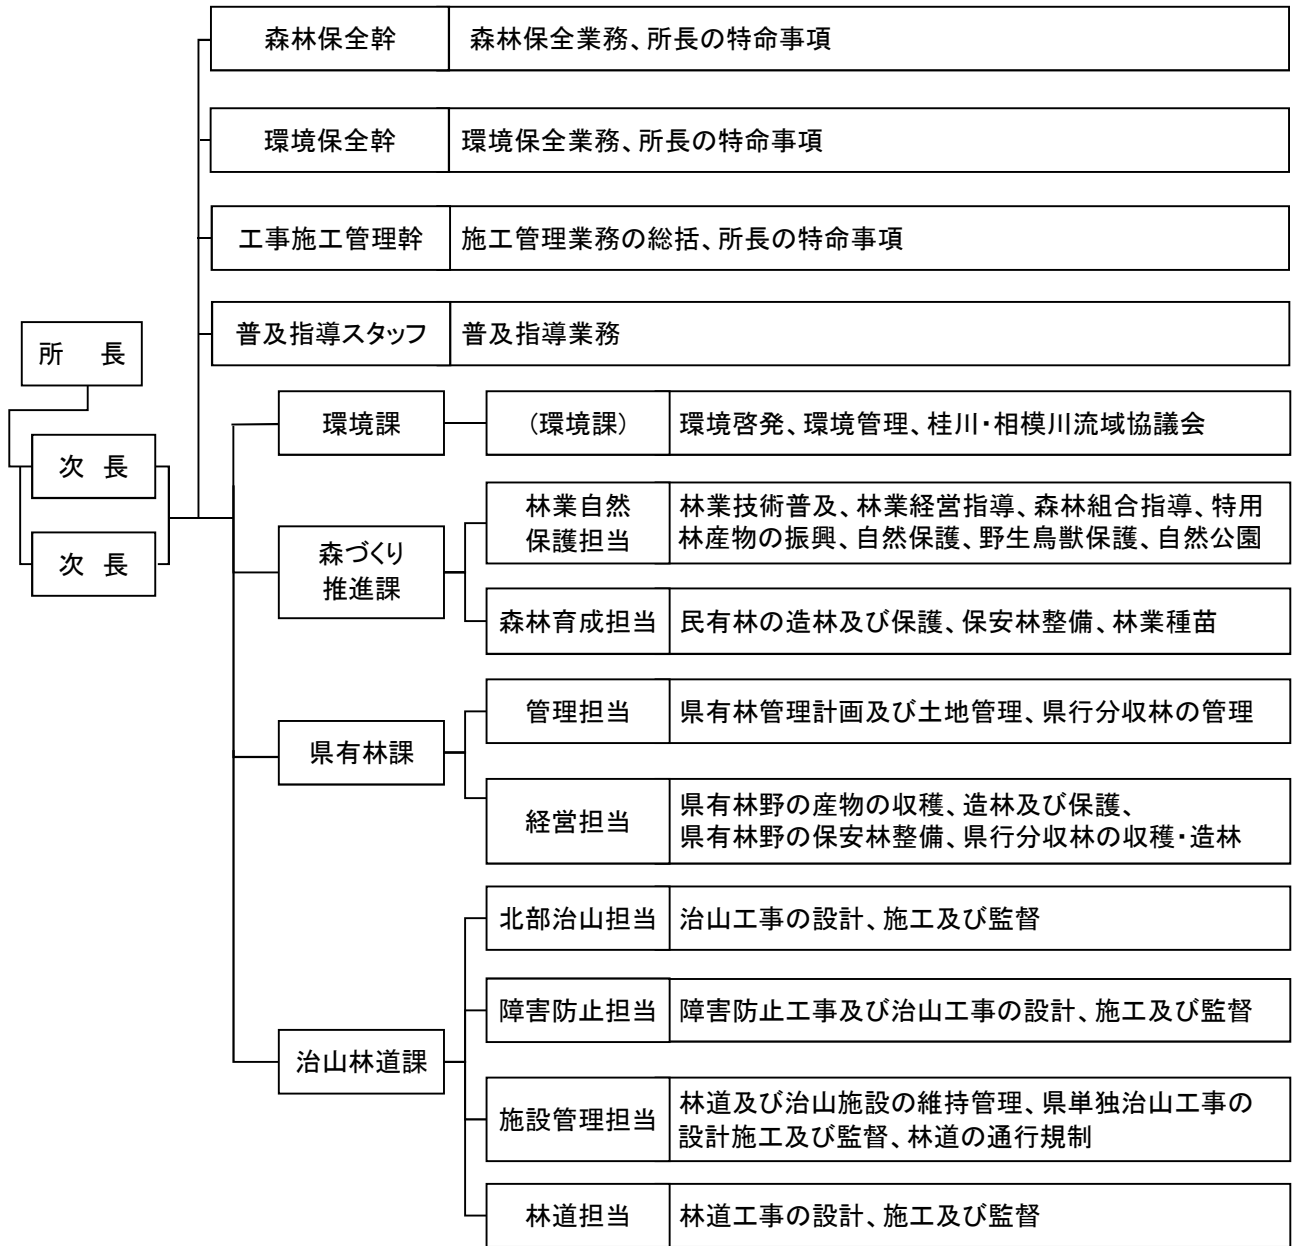 森林保全幹 森林保全業務、所長の特命事項
環境保全幹 環境保全業務、所長の特命事項
工事施工管理幹 施工管理業務の総括、所長の特命事項
普及指導スタッフ 普及指導業務
所　長
次 長
次 長
環境課
（環境課） 環境啓発、環境管理、桂川・相模川流域協議会
森づくり
推進課
林業自然
保護担当
林業技術普及、林業経営指導、森林組合指導、特用
林産物の振興、自然保護、野生鳥獣保護、自然公園
森林育成担当 民有林の造林及び保護、保安林整備、林業種苗
県有林課
管理担当 県有林管理計画及び土地管理、県行分収林の管理
経営担当
県有林野の産物の収穫、造林及び保護、
県有林野の保安林整備、県行分収林の収穫・造林
治山林道課
北部治山担当 治山工事の設計、施工及び監督
障害防止担当 障害防止工事及び治山工事の設計、施工及び監督
施設管理担当
林道及び治山施設の維持管理、県単独治山工事の
設計施工及び監督、林道の通行規制
林道担当 林道工事の設計、施工及び監督